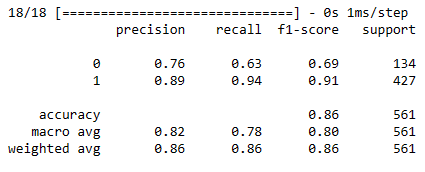 18/18 [==============================] - 0s 1ms/step
precision recall f1-score support
0 0.76 0.63 0.69 134
1 0.89 0.94 0.91 427
accuracy 0.86 561
macro avg 0.82 0.78 0.80 561
weighted avg 0.86 0.86 0.86 561